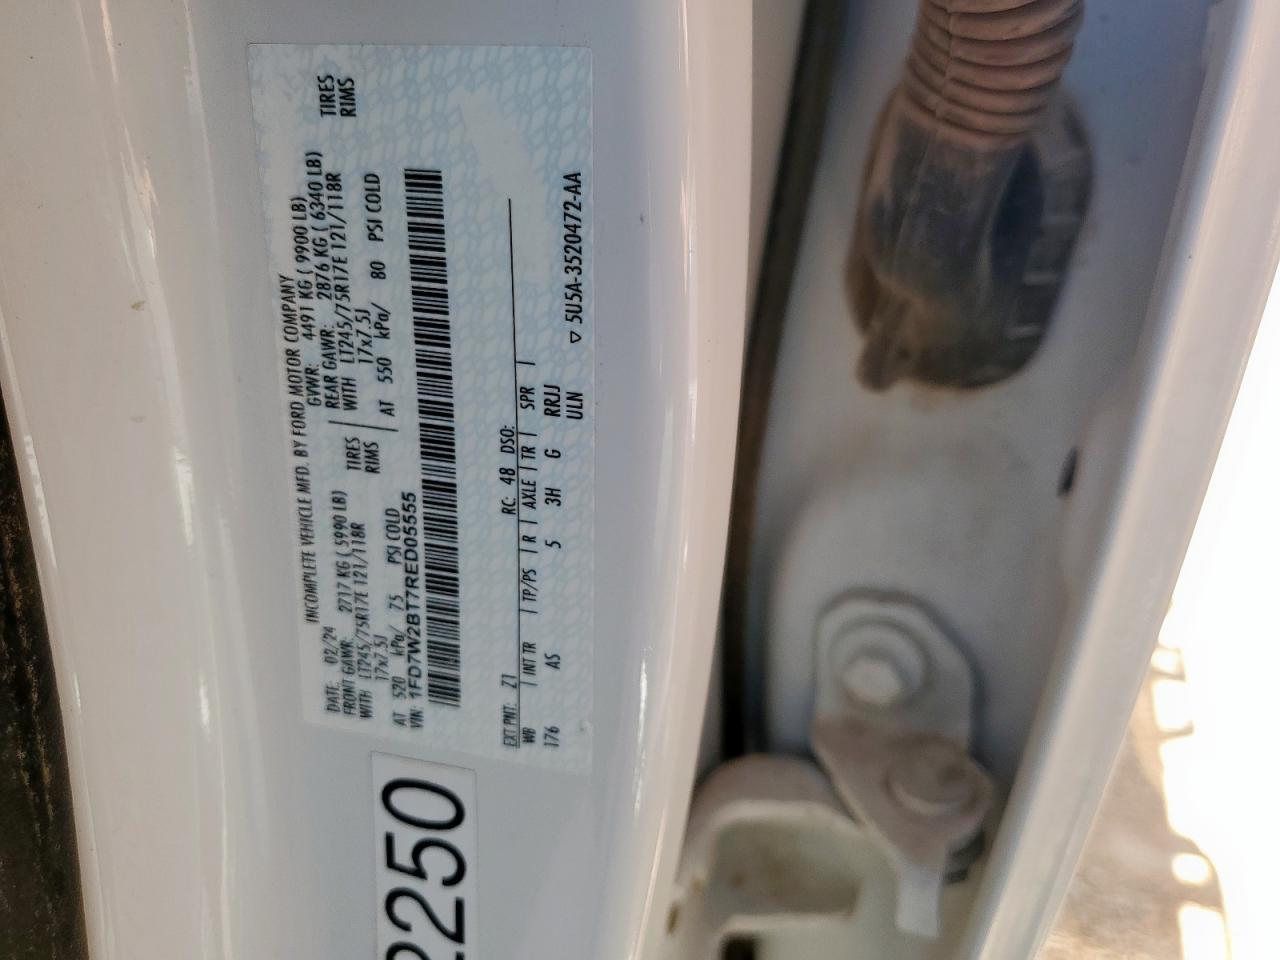 INCOMPLETE VEHICLE MFD. BY FORD MOTOR COMPANY
DATE: 02/24 GVWR: 4491 KG ( 9900 LB)
FRONT GAWR: 2717 KG ( 5990 LB) REAR GAWR: 2876 KG ( 6340 LB)
WITH LT245/75R17E 121/118R TIRES WITH LT245/75R17E 121/118R TIRES
17x7.5J RIMS 17x7.5J RIMS
AT 520 kPa/ 75 PSI COLD AT 550 kPa/ 80 PSI COLD
VIN: 1FD7W2BT7RED05555
EXT PNT: Z1 RC: 48 DSO:
WB INT TR TP/PS R AXLE TR SPR
176 AS 5 3H G RRJJ
ULN ▽ 5U5A-3520472-AA
2250